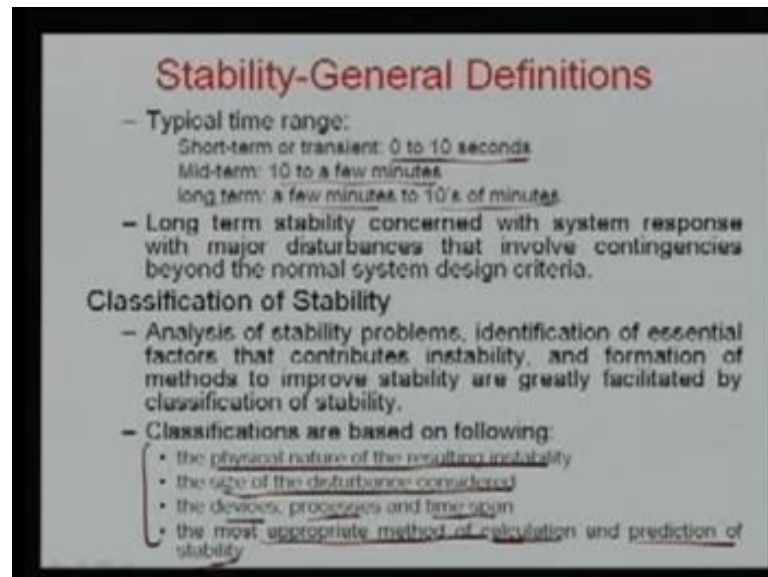 Stability-General Definitions
– Typical time range:
Short-term or transient: 0 to 10 seconds
Mid-term: 10 to a few minutes
long term: a few minutes to 10's of minutes
– Long term stability concerned with system response
with major disturbances that involve contingencies
beyond the normal system design criteria.
Classification of Stability
– Analysis of stability problems, identification of essential
factors that contributes instability, and formation of
methods to improve stability are greatly facilitated by
classification of stability.
– Classifications are based on following:
• the physical nature of the resulting instability
• the size of the disturbance considered
• the devices, processes and time span
• the most appropriate method of calculation and prediction of
stability